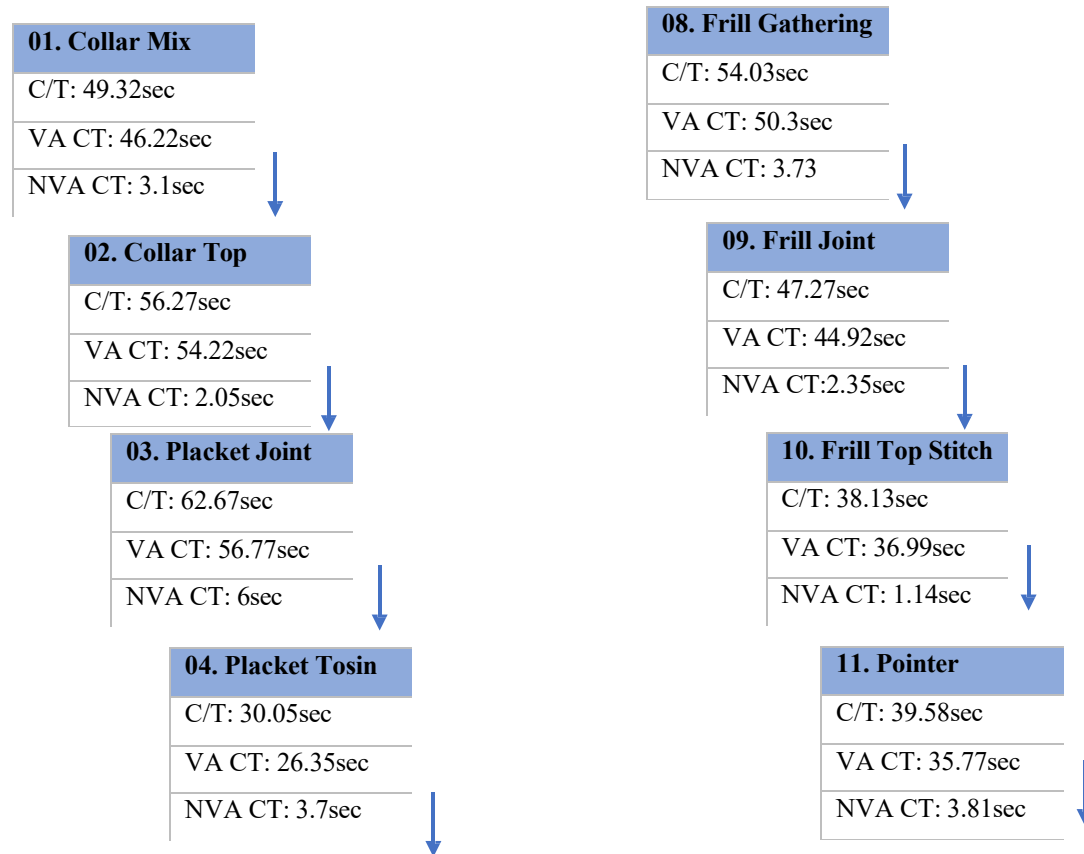 01. Collar Mix
C/T: 49.32sec
VA CT: 46.22sec
NVA CT: 3.1sec
02. Collar Top
C/T: 56.27sec
VA CT: 54.22sec
NVA CT: 2.05sec
03. Placket Joint
C/T: 62.67sec
VA CT: 56.77sec
NVA CT: 6sec
04. Placket Tosin
C/T: 30.05sec
VA CT: 26.35sec
NVA CT: 3.7sec
08. Frill Gathering
C/T: 54.03sec
VA CT: 50.3sec
NVA CT: 3.73
09. Frill Joint
C/T: 47.27sec
VA CT: 44.92sec
NVA CT:2.35sec
10. Frill Top Stitch
C/T: 38.13sec
VA CT: 36.99sec
NVA CT: 1.14sec
11. Pointer
C/T: 39.58sec
VA CT: 35.77sec
NVA CT: 3.81sec